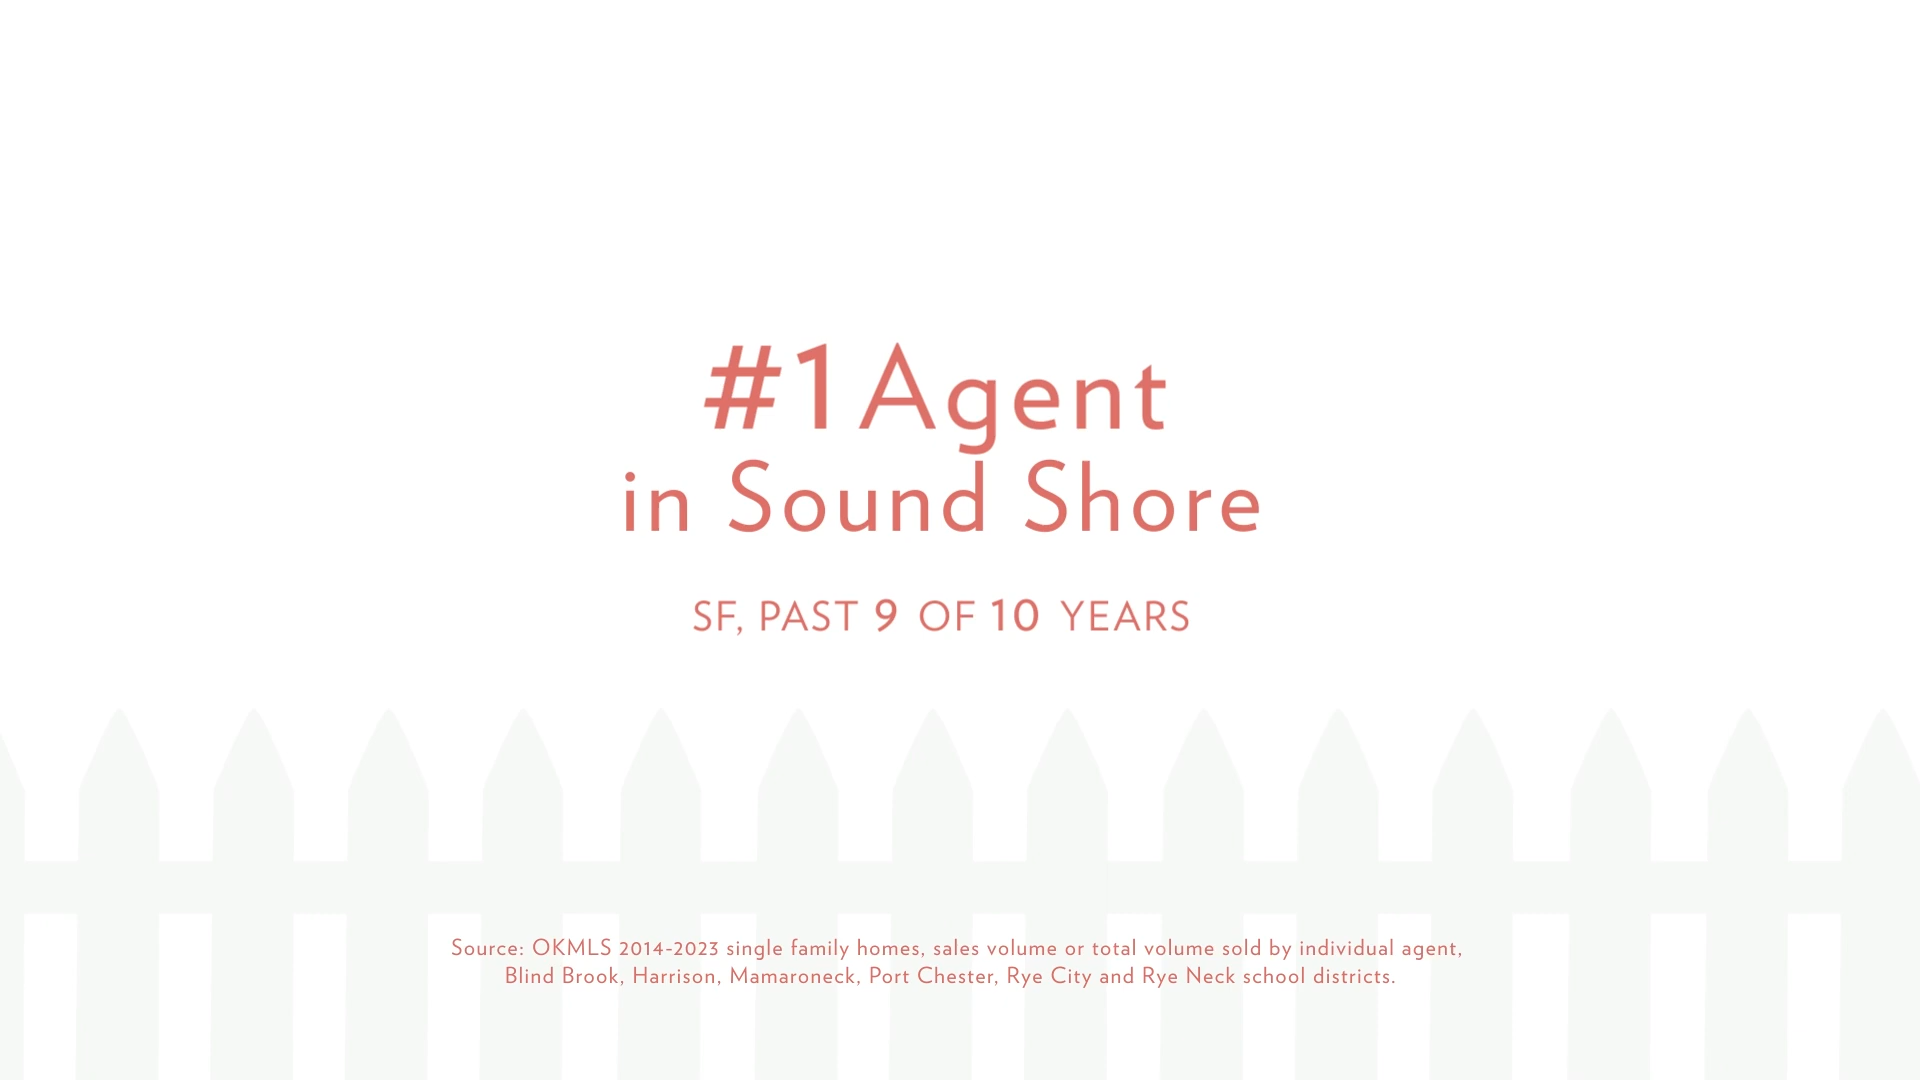 #1 Agent
in Sound Shore
SF, PAST 9 OF 10 YEARS
Source: OKMLS 2014-2023 single family homes, sales volume or total volume sold by individual agent,
Blind Brook, Harrison, Mamaroneck, Port Chester, Rye City and Rye Neck school districts.